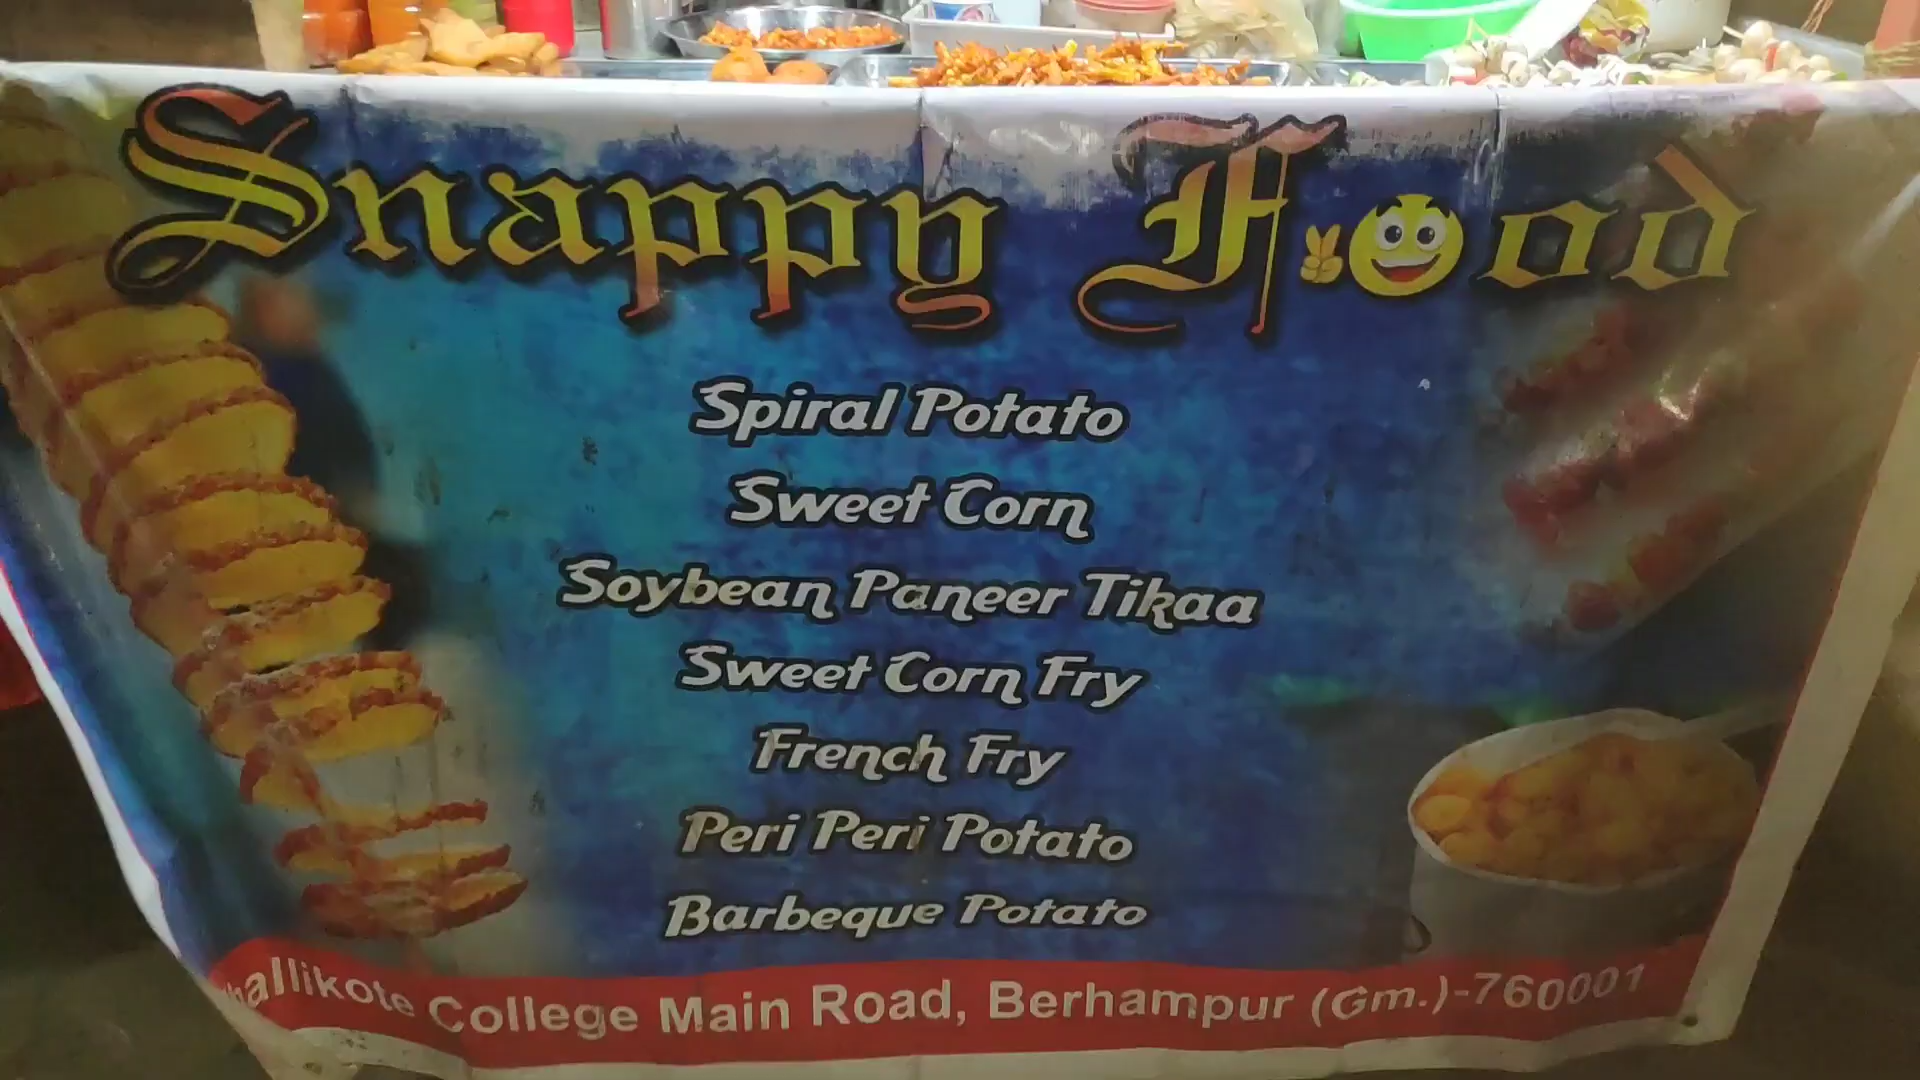 Snappy Food
Spiral Potato
Sweet Corn
Soybean Paneer Tikaa
Sweet Corn Fry
French Fry
Peri Peri Potato
Barbeque Potato
College Main Road, Berhampur (Gm.)-760001